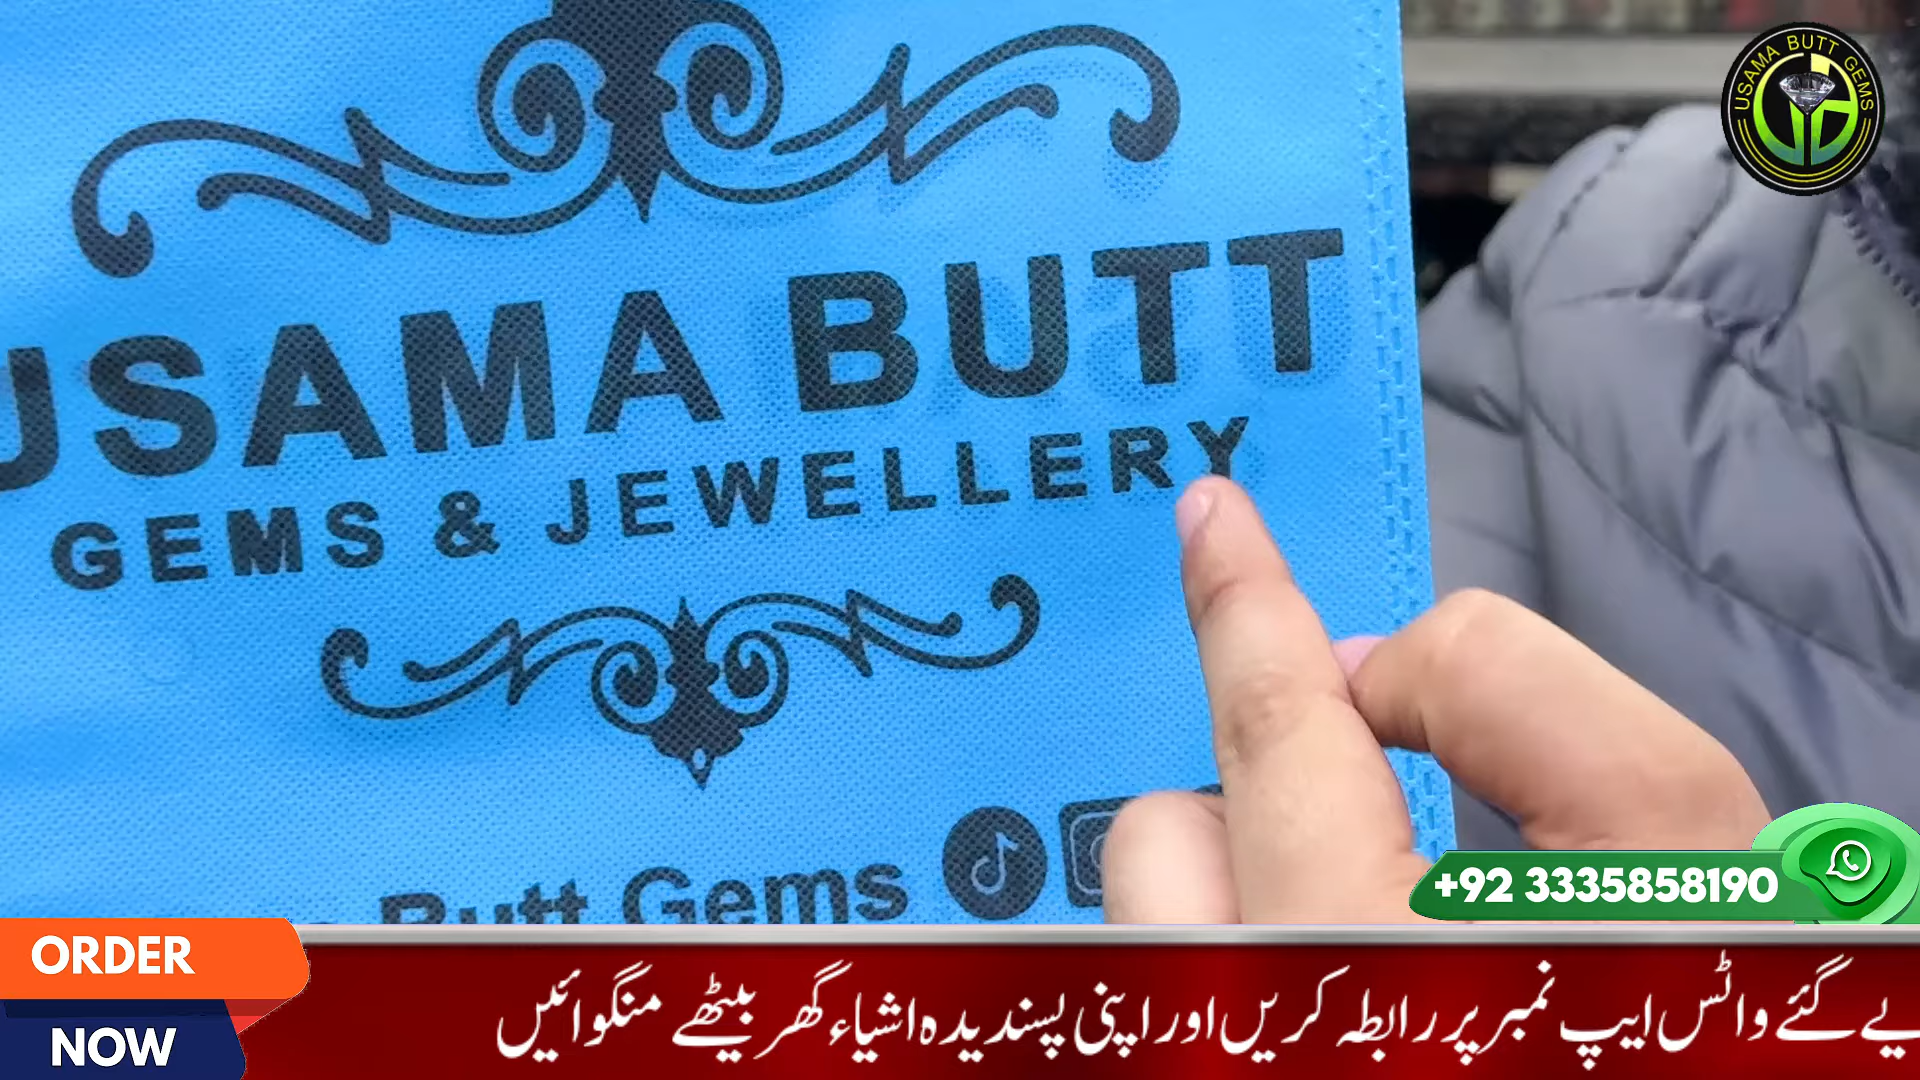 USAMA BUTT GEMS
USAMA BUTT
GEMS & JEWELLERY
Butt Gems
+92 3335858190
ORDER
NOW
گئے واٹس ایپ نمبر پر رابطہ کریں اور اپنی پسندیدہ اشیاء گھر بیٹھے منگوائیں